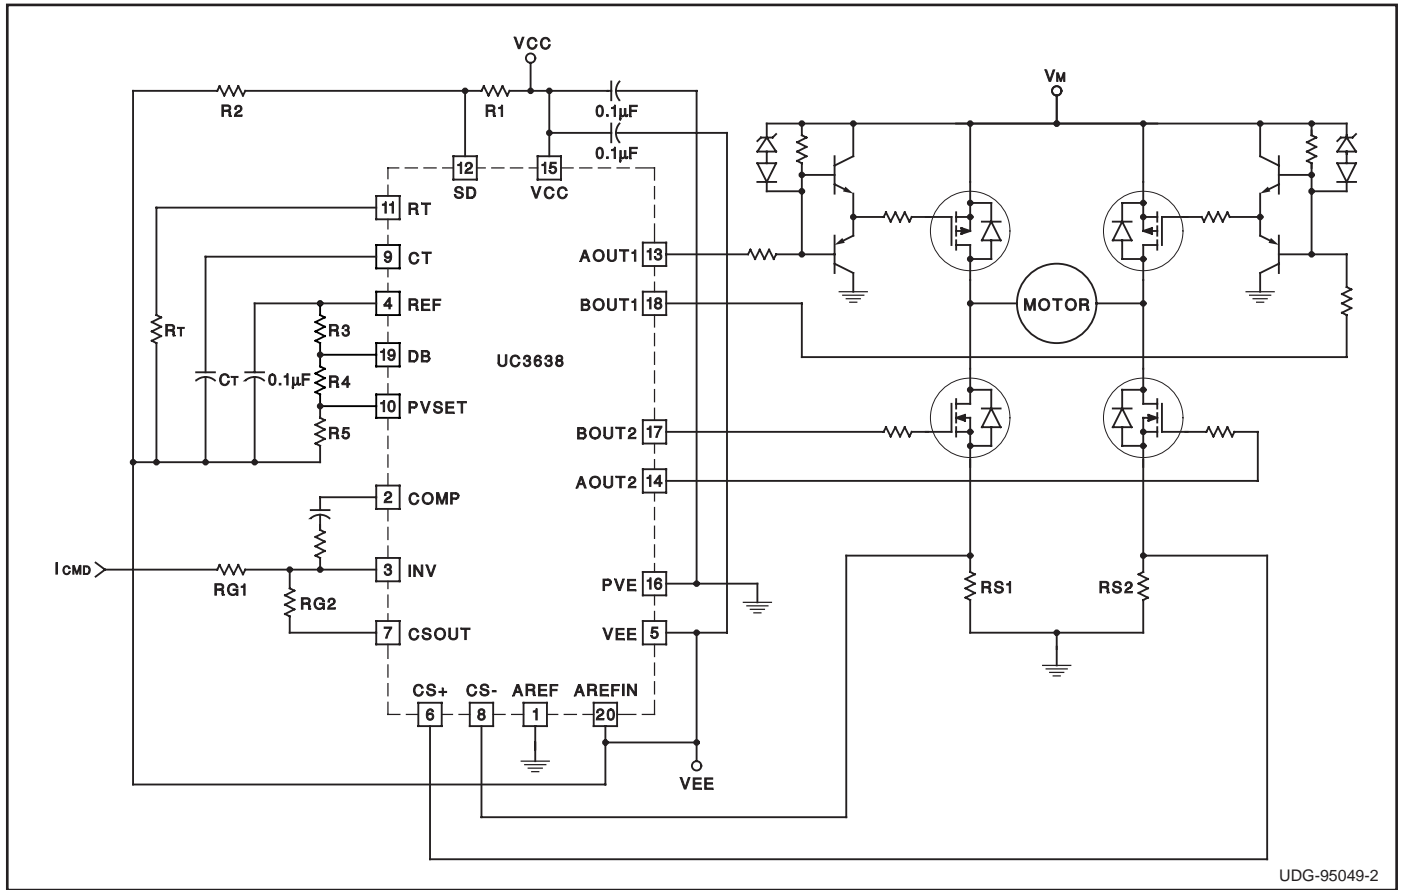 VCC
VM
R2
R1
0.1µF
0.1µF
12
15
SD
VCC
11
RT
9
CT
AOUT1
13
4
REF
BOUT1
18
MOTOR
RT
R3
19
DB
UC3638
CT
0.1µF
R4
10
PVSET
R5
BOUT2
17
AOUT2
14
2
COMP
I CMD
3
INV
RG1
PVE
16
RS1
RS2
RG2
7
CSOUT
VEE
5
CS+
CS-
AREF
AREFIN
6
8
1
20
VEE
UDG-95049-2